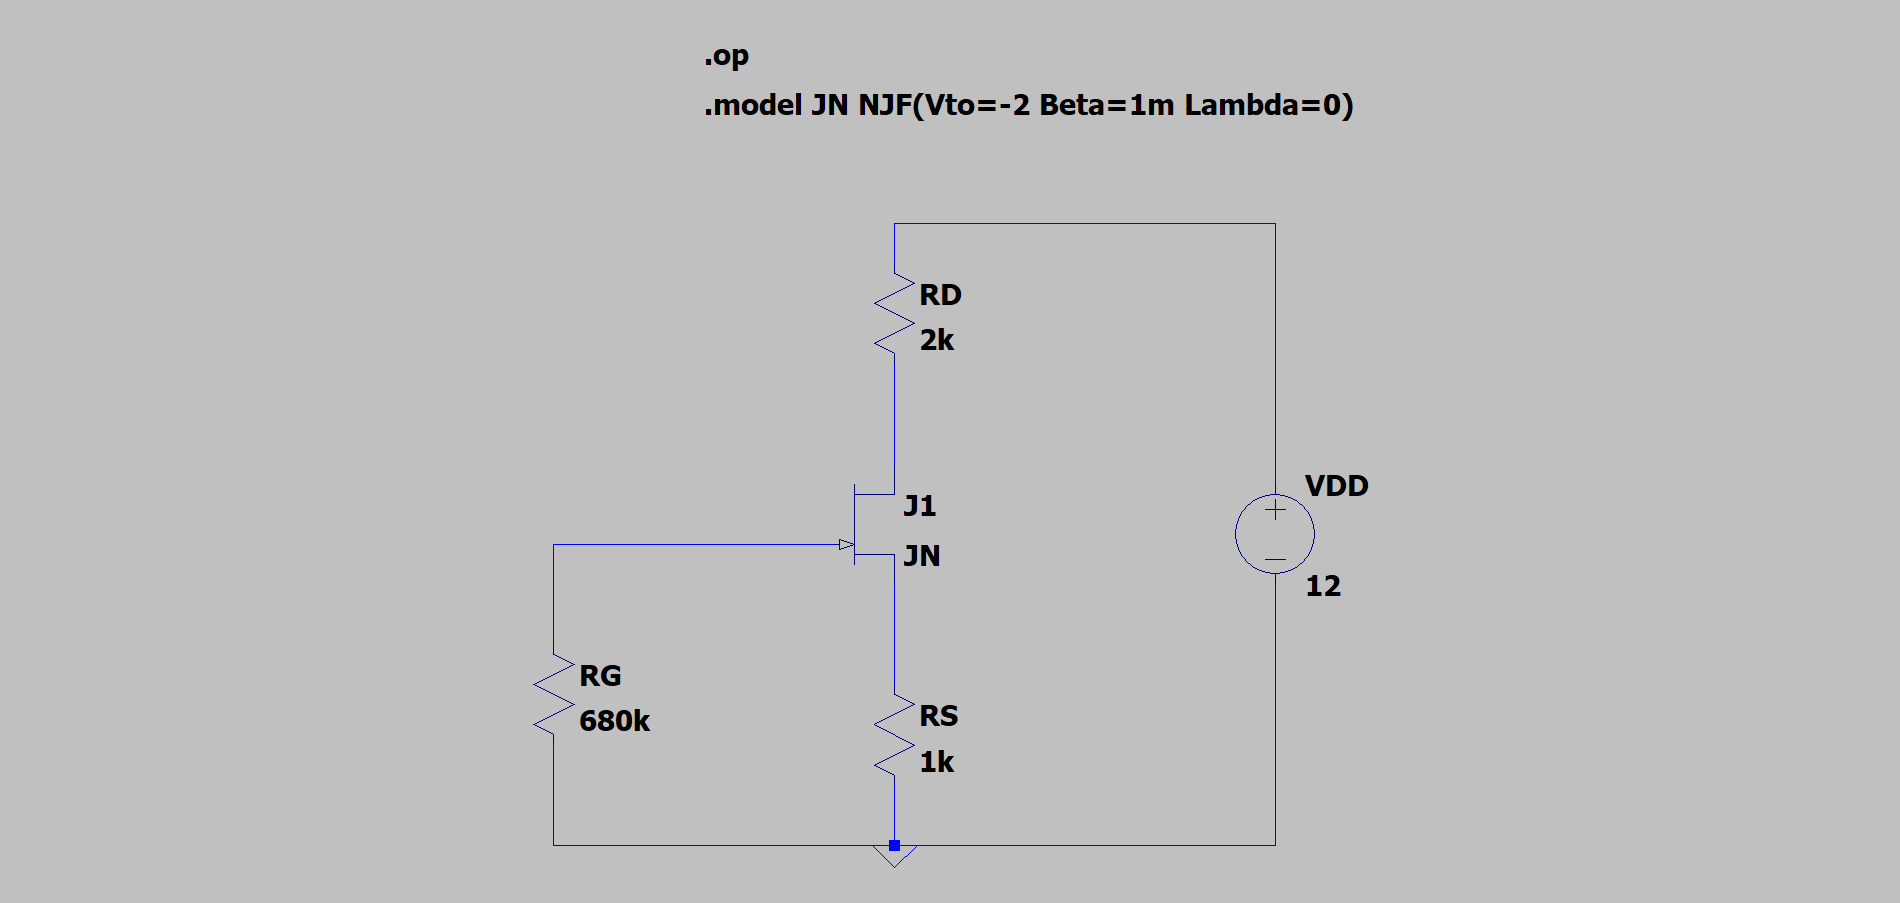 .op
.model JN NJF(Vto=-2 Beta=1m Lambda=0)
RD
2k
VDD
J1
JN
12
RG
680k
RS
1k